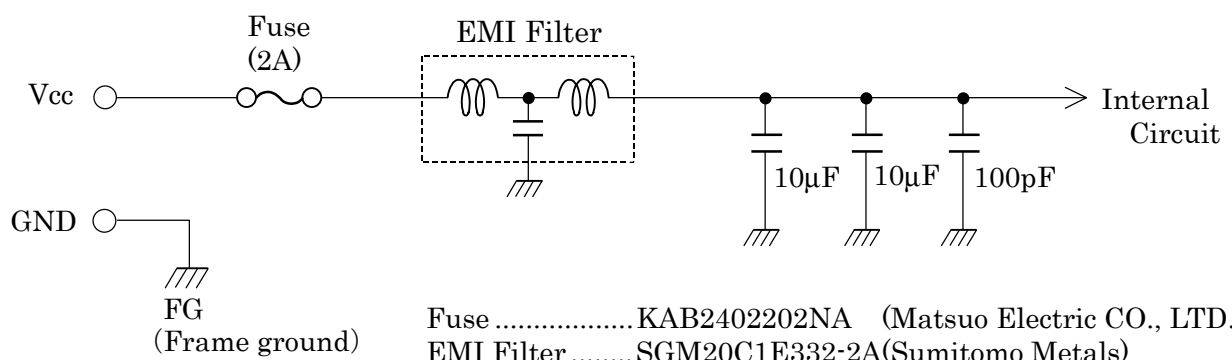 Fuse
(2A)
EMI Filter
Vcc
Internal
Circuit
10μF
10μF
100pF
GND
FG
(Frame ground)
Fuse ..................KAB2402202NA (Matsuo Electric CO., LTD.
EMI Filter ........SGM20C1E332-2A(Sumitomo Metals)